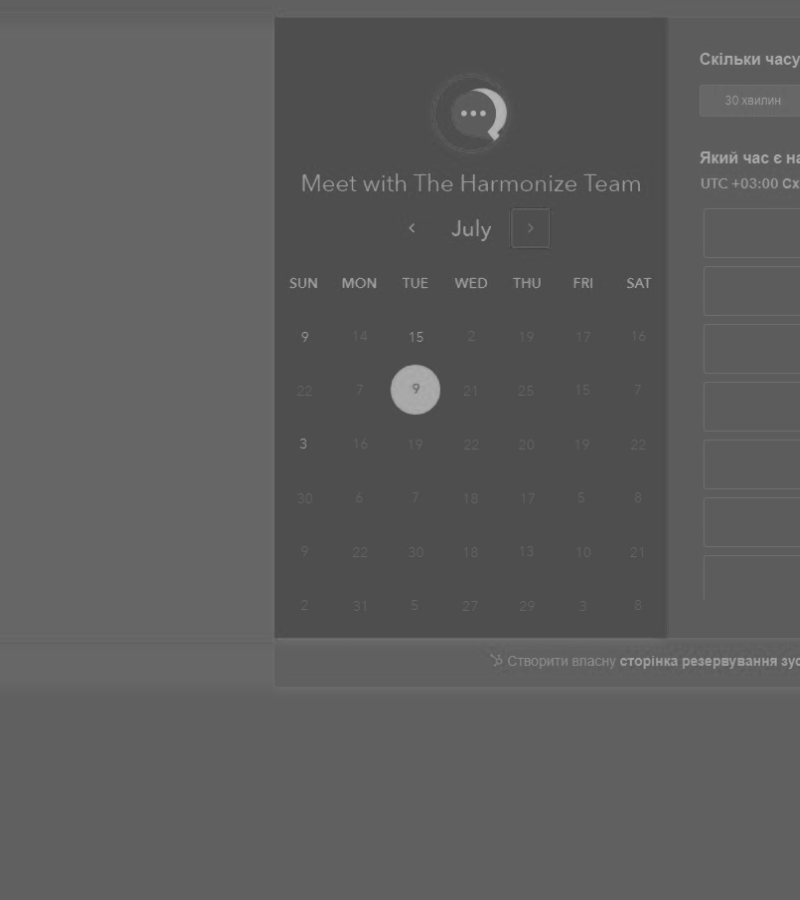 Скільки часу
30 хвилин
Meet with The Harmonize Team
Який час є на
UTC +03:00 Сх
July
SUN MON TUE WED THU FRI SAT
9 14 15 2 19 17 16
22 7 9 21 25 15 7
3 16 19 22 20 19 22
30 6 7 18 17 5 8
9 22 30 18 13 10 21
2 31 5 27 29 3 8
Створити власну сторінка резервування зус